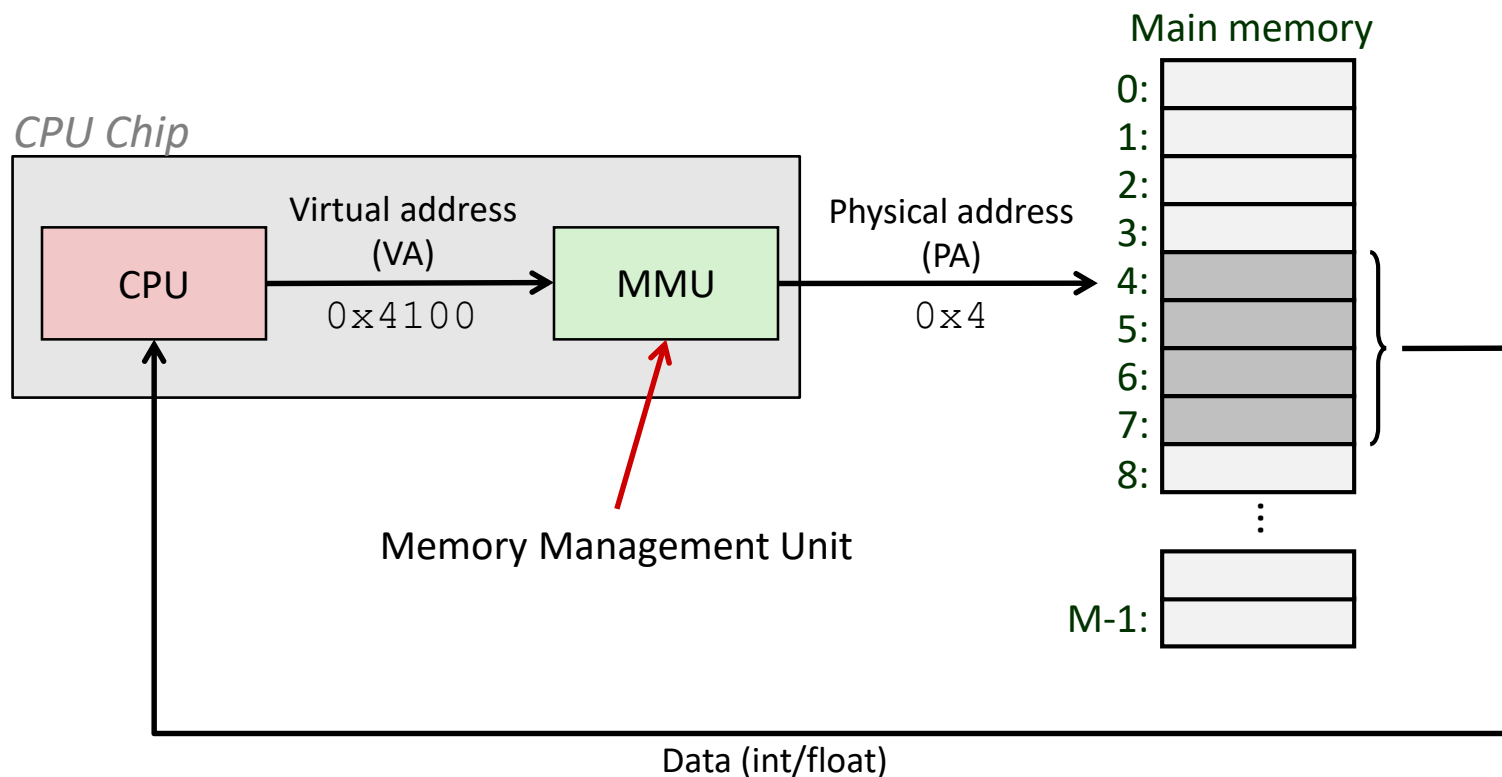 Main memory
CPU Chip
0:
1:
2:
3:
4:
5:
6:
7:
8:
⋮
M-1:
Virtual address
(VA)
0x4100
CPU
MMU
Physical address
(PA)
0x4
Memory Management Unit
Data (int/float)